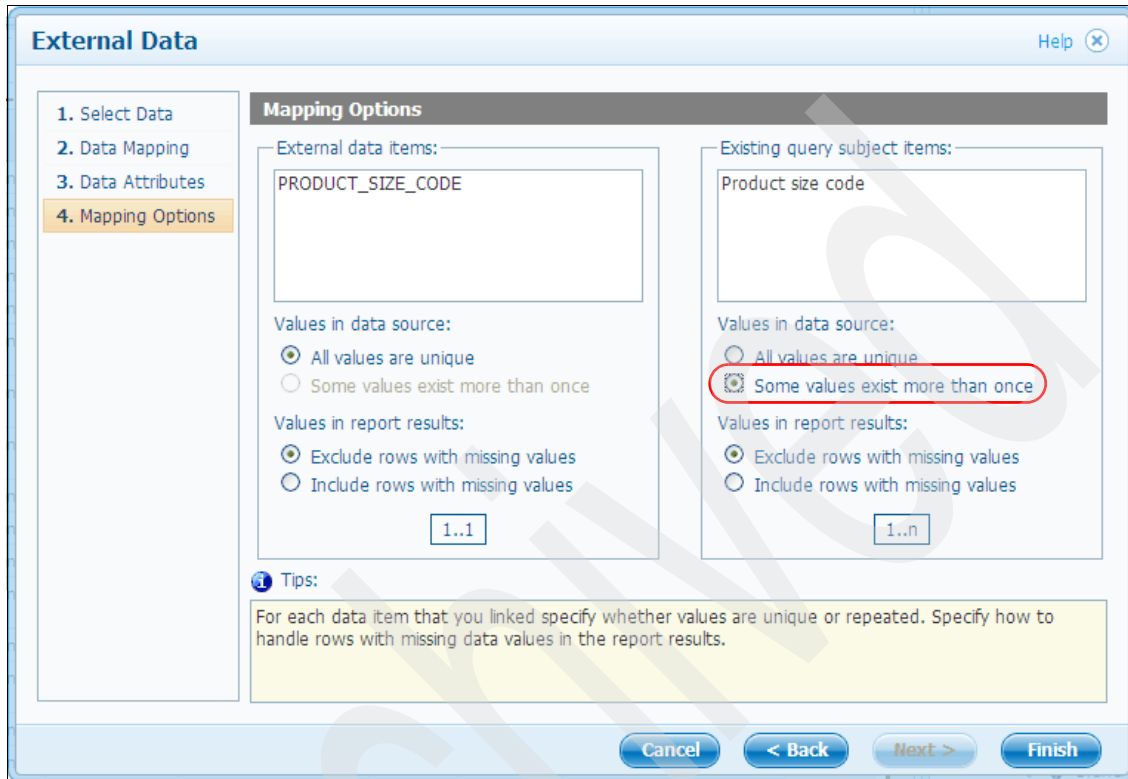 External Data
Help
1. Select Data
2. Data Mapping
3. Data Attributes
4. Mapping Options
Mapping Options
External data items:
PRODUCT_SIZE_CODE
Values in data source:
All values are unique
Some values exist more than once
Values in report results:
Exclude rows with missing values
Include rows with missing values
1..1
Existing query subject items:
Product size code
Values in data source:
All values are unique
Some values exist more than once
Values in report results:
Exclude rows with missing values
Include rows with missing values
1..n
Tips:
For each data item that you linked specify whether values are unique or repeated. Specify how to
handle rows with missing data values in the report results.
Cancel
< Back
Next >
Finish